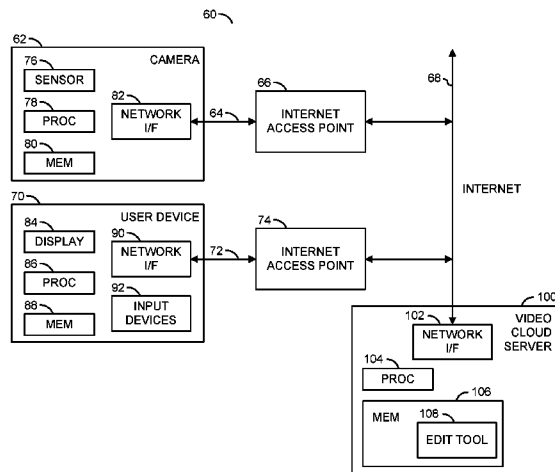 60
62
CAMERA
76
SENSOR
78
PROC
80
MEM
82
NETWORK
I/F
64
66
INTERNET
ACCESS POINT
68
INTERNET
70
USER DEVICE
84
DISPLAY
86
PROC
88
MEM
90
NETWORK
I/F
92
INPUT
DEVICES
72
74
INTERNET
ACCESS POINT
100
VIDEO
CLOUD
SERVER
102
NETWORK
I/F
104
PROC
106
MEM
108
EDIT TOOL